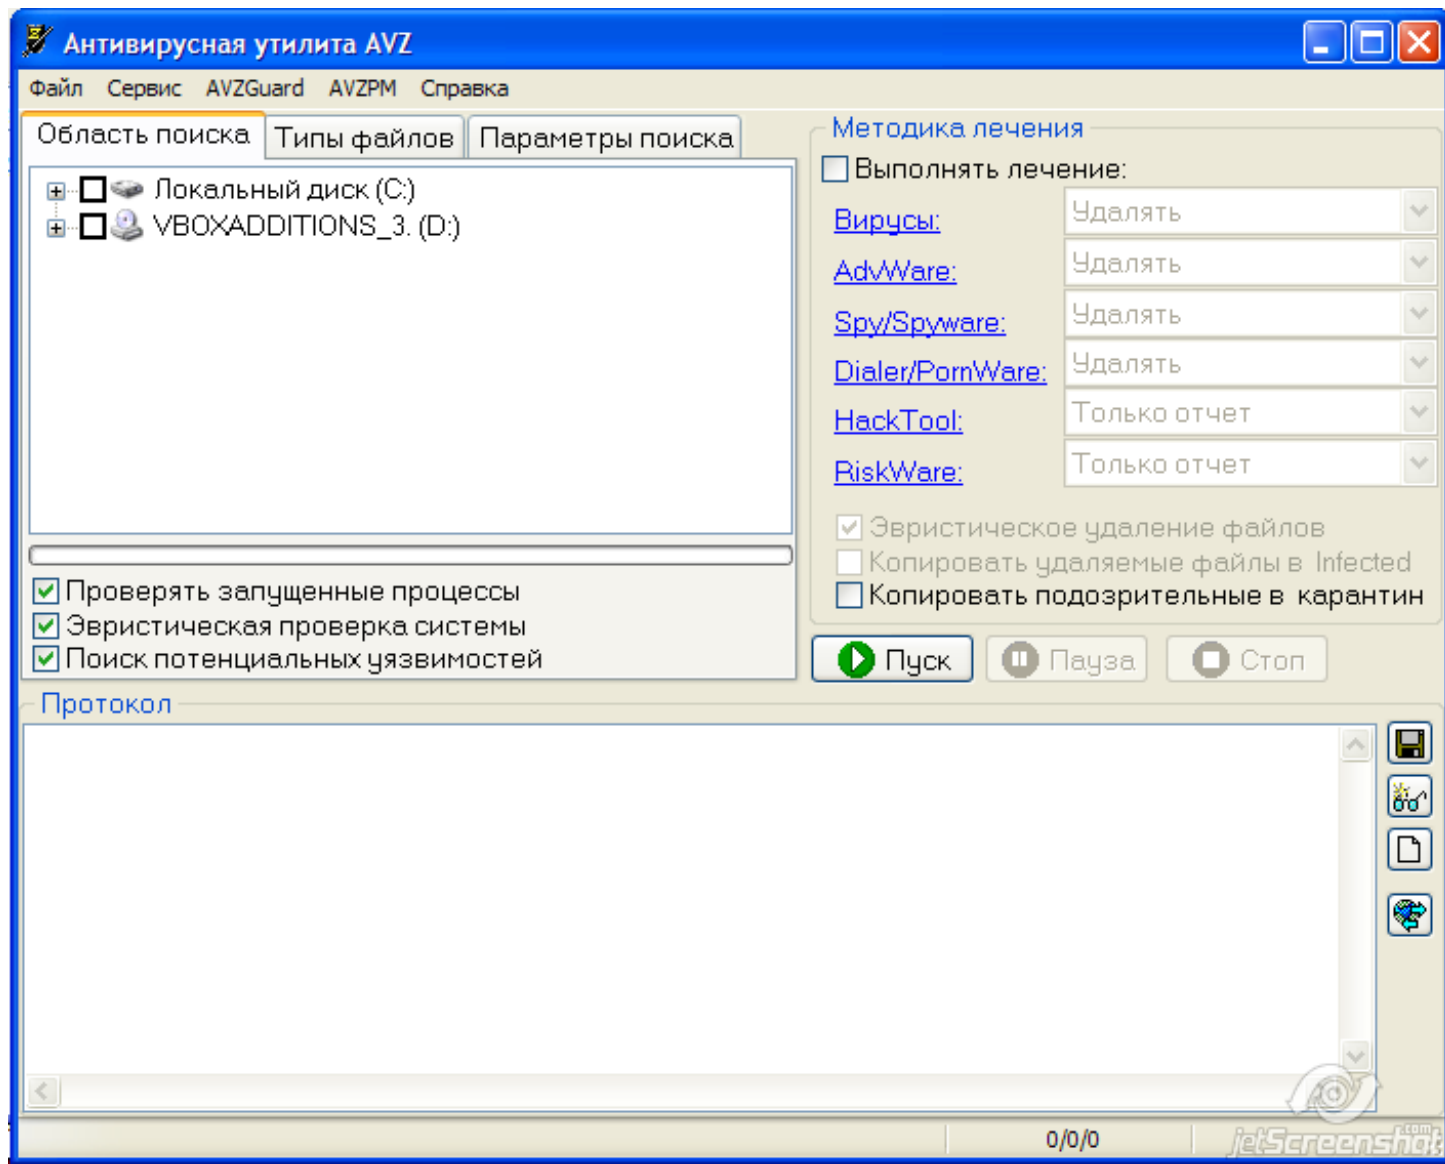 Антивирусная утилита AVZ
Файл Сервис AVZGuard AVZPM Справка
Область поиска Типы файлов Параметры поиска
Локальный диск (C:)
VBOXADDITIONS_3. (D:)
Проверять запущенные процессы
Эвристическая проверка системы
Поиск потенциальных уязвимостей
Методика лечения
Выполнять лечение:
Вирусы: Удалять
AdvWare: Удалять
Spy/Spyware: Удалять
Dialer/PornWare: Удалять
HackTool: Только отчет
RiskWare: Только отчет
Эвристическое удаление файлов
Копировать удаляемые файлы в Infected
Копировать подозрительные в карантин
Пуск Пауза Стоп
Протокол
0/0/0
jetScreenshot.com